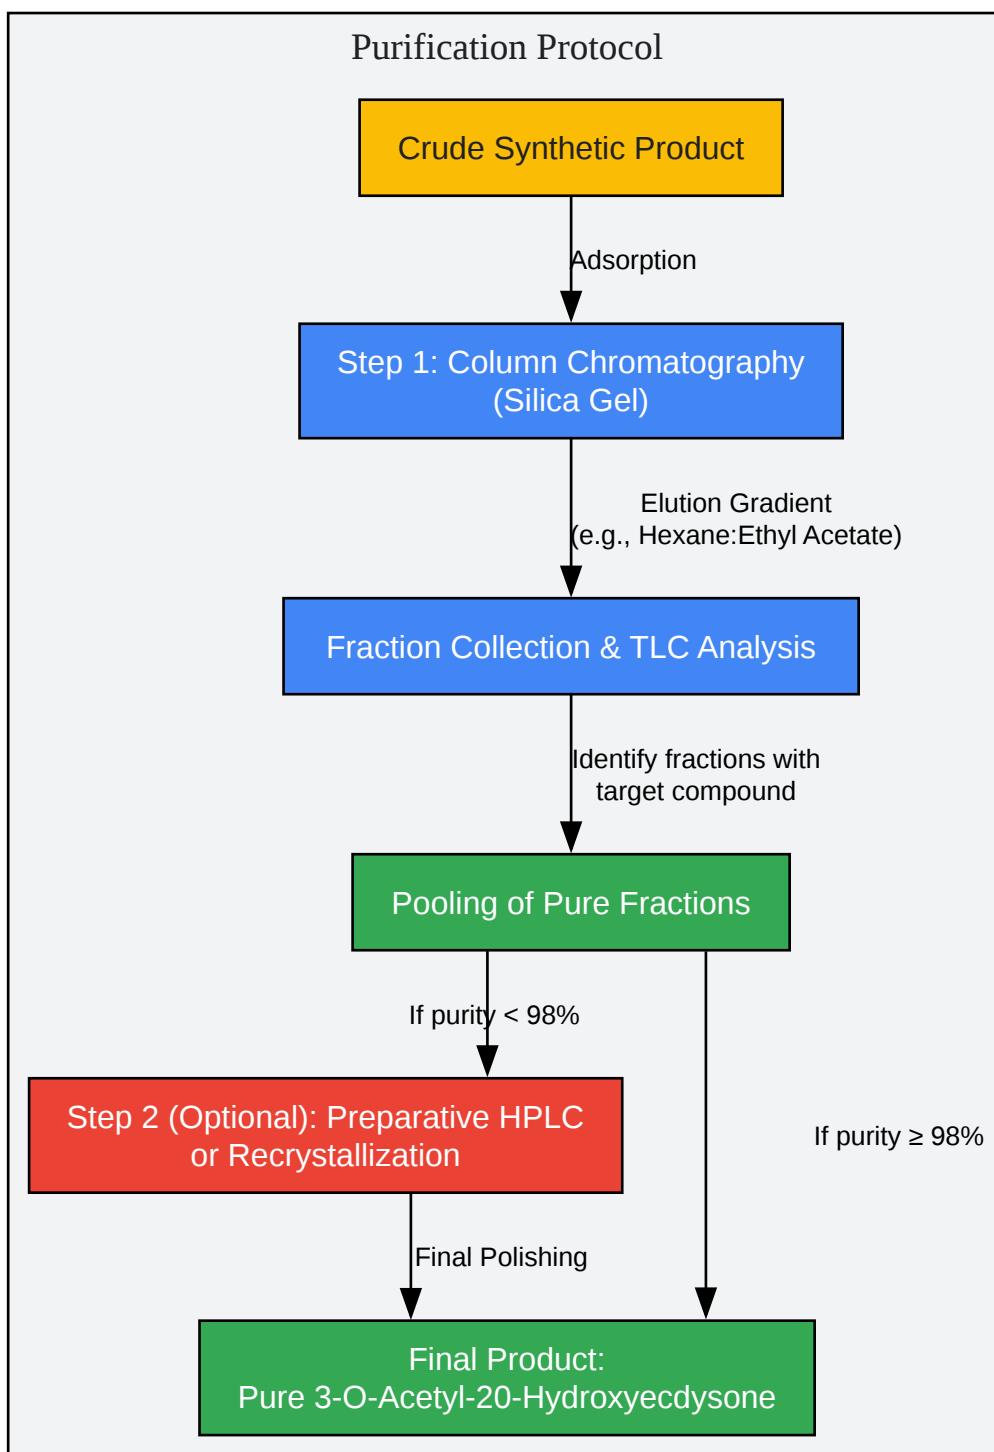 Purification Protocol
Crude Synthetic Product
Adsorption
Step 1: Column Chromatography
(Silica Gel)
Elution Gradient
(e.g., Hexane:Ethyl Acetate)
Fraction Collection & TLC Analysis
Identify fractions with
target compound
Pooling of Pure Fractions
If purity < 98%
Step 2 (Optional): Preparative HPLC
or Recrystallization
If purity ≥ 98%
Final Polishing
Final Product:
Pure 3-O-Acetyl-20-Hydroxyecdysone